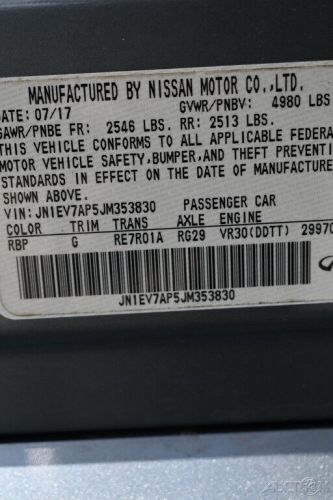 MANUFACTURED BY NISSAN MOTOR CO.,LTD.
DATE: 07/17 GVWR/PNBV: 4980 LBS
GAWR/PNBE FR: 2546 LBS. RR: 2513 LBS.
THIS VEHICLE CONFORMS TO ALL APPLICABLE FEDERA
MOTOR VEHICLE SAFETY, BUMPER, AND THEFT PREVENTI
STANDARDS IN EFFECT ON THE DATE OF MANUFACTU
SHOWN ABOVE.
VIN: JN1EV7AP5JM353830 PASSENGER CAR
COLOR TRIM TRANS AXLE ENGINE
RBP G RE7R01A RG29 VR30(DDTT) 2997C
JN1EV7AP5JM353830